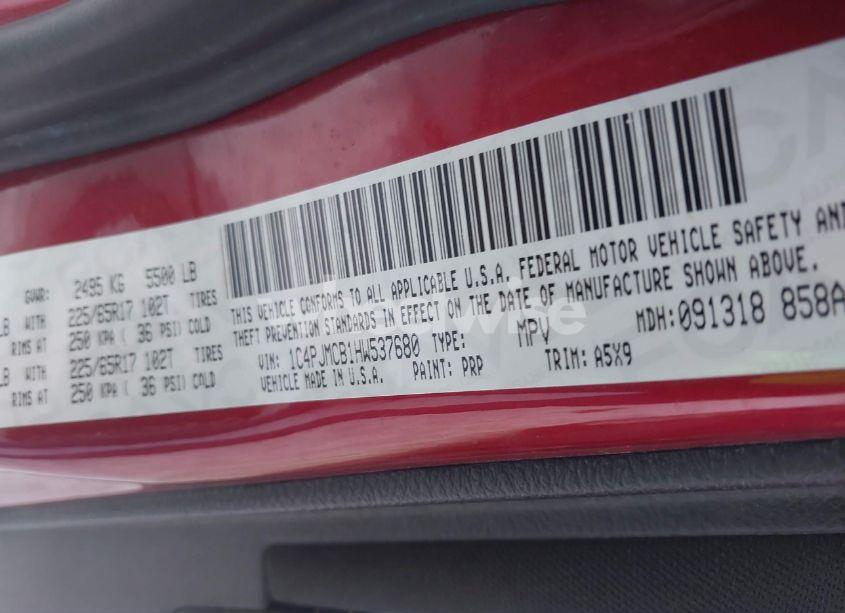 GVWR: 2495 KG 5500 LB
LB WITH 225/65R17 102T TIRES
RIMS AT 250 KPA ( 36 PSI) COLD
LB WITH 225/65R17 102T TIRES
RIMS AT 250 KPA ( 36 PSI) COLD
THIS VEHICLE CONFORMS TO ALL APPLICABLE U.S.A. FEDERAL MOTOR VEHICLE SAFETY AND
THEFT PREVENTION STANDARDS IN EFFECT ON THE DATE OF MANUFACTURE SHOWN ABOVE.
VIN: 1C4PJMCB1HW537680 TYPE: MPV MDH:091318 858A
VEHICLE MADE IN U.S.A. PAINT: PRP TRIM: A5X9